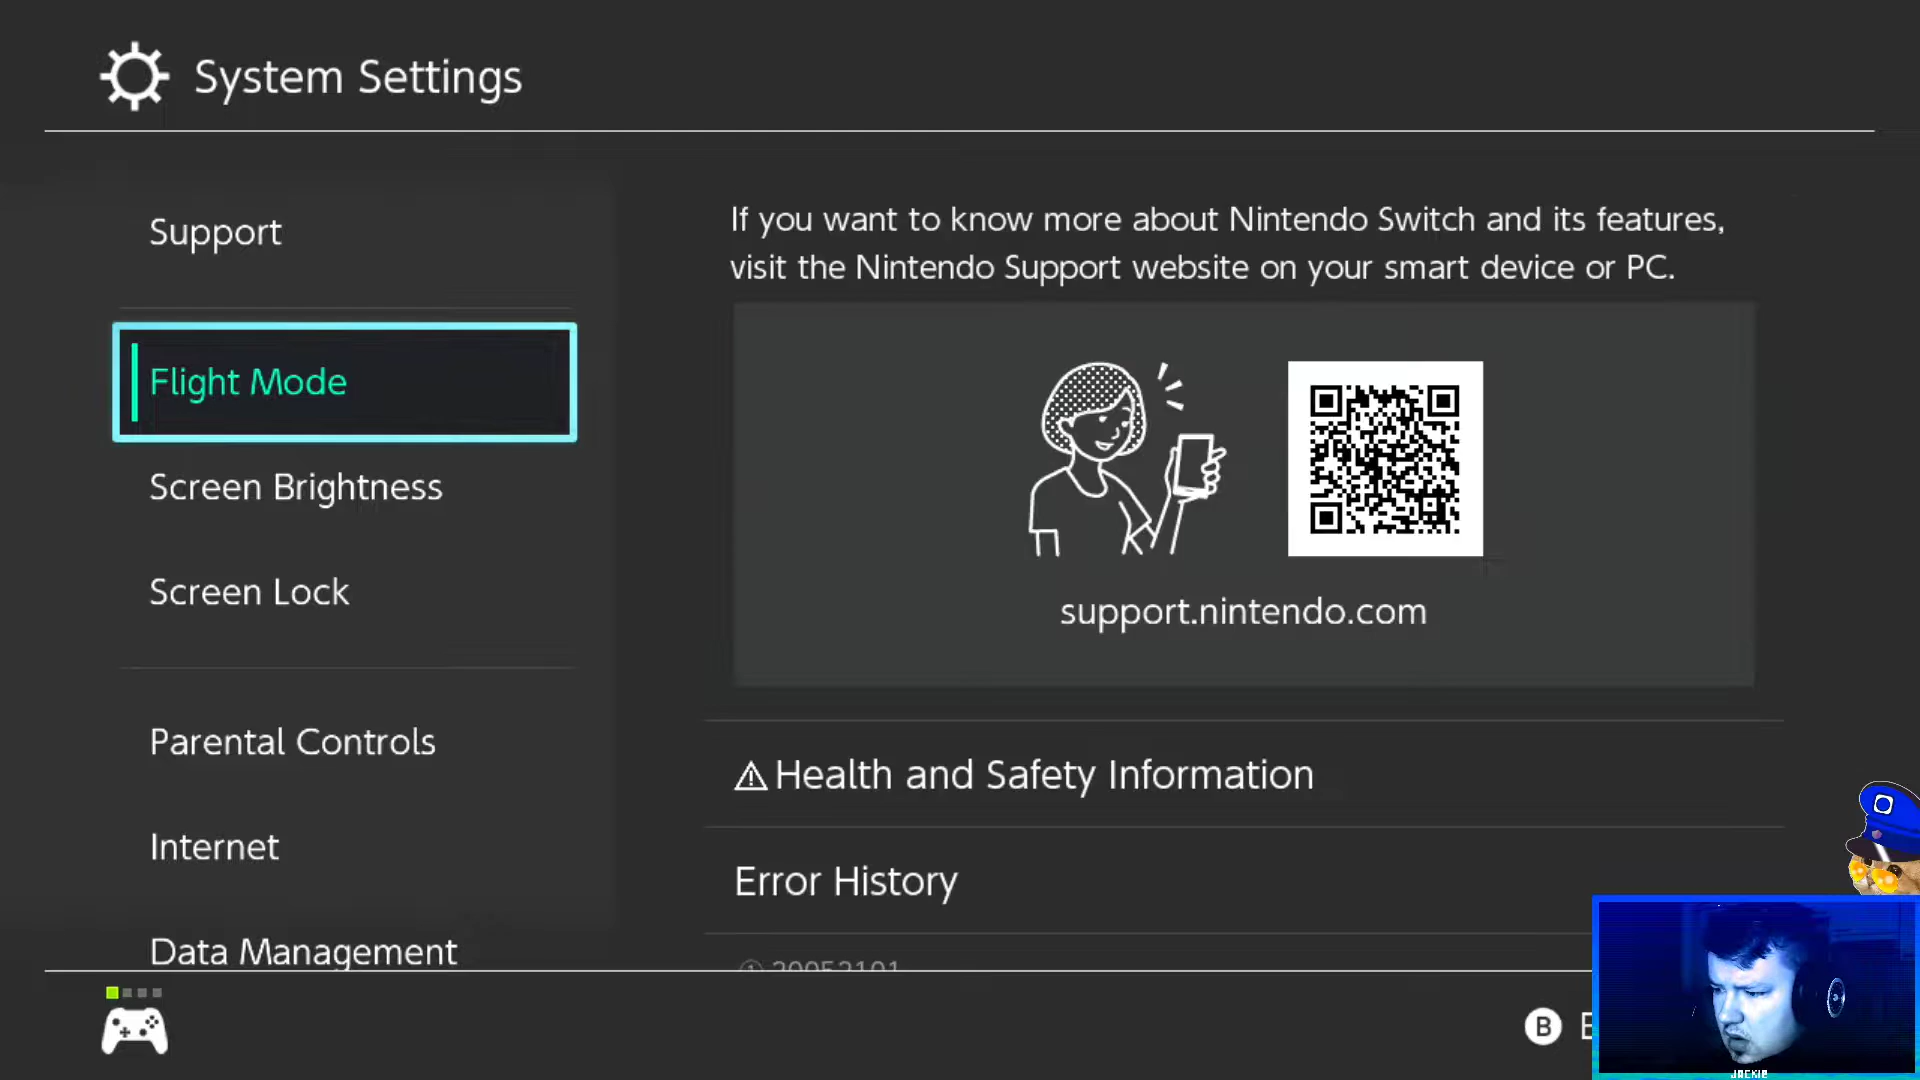 System Settings
Support
Flight Mode
Screen Brightness
Screen Lock
Parental Controls
Internet
Data Management
If you want to know more about Nintendo Switch and its features,
visit the Nintendo Support website on your smart device or PC.
support.nintendo.com
⚠Health and Safety Information
Error History
B
JACKIE